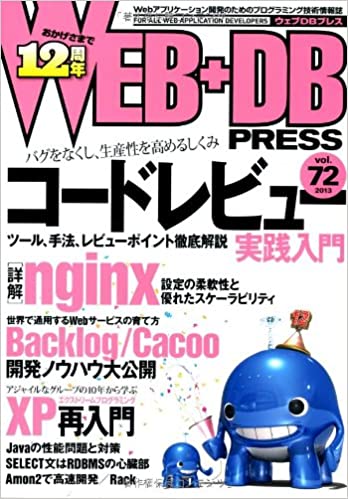 Webアプリケーション開発のためのプログラミング技術情報誌
FOR ALL WEB APPLICATION DEVELOPERS ウェブDBプレス
おかげさまで
12周年
WEB+DB
PRESS
vol.
72
2013
バグをなくし、生産性を高めるしくみ
コードレビュー
ツール、手法、レビューポイント徹底解説 実践入門
[詳解]nginx 設定の柔軟性と
優れたスケーラビリティ
世界で通用するWebサービスの育て方
Backlog/Cacoo
開発ノウハウ大公開
アジャイルなグループの10年から学ぶ
エクストリームプログラミング
XP再入門
Javaの性能問題と対策
SELECT文はRDBMSの心臓部
Amon2で高速開発 Rack
12